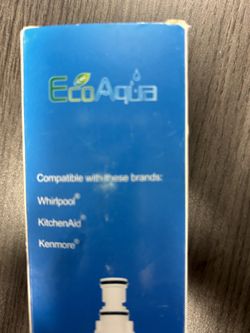 EcoAqua
Compatible with these brands:
Whirlpool®
KitchenAid®
Kenmore®